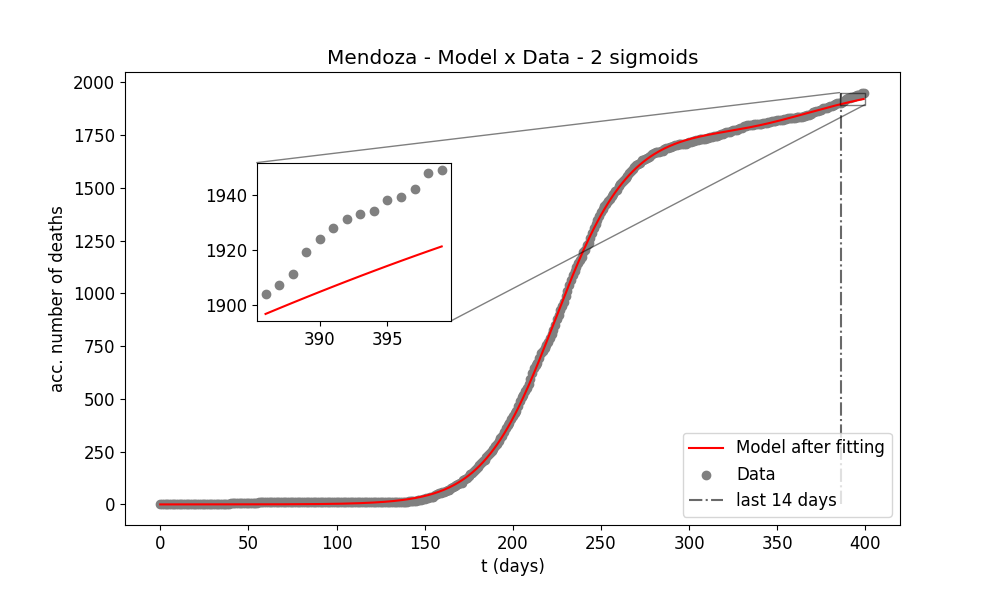 Mendoza - Model x Data - 2 sigmoids
acc. number of deaths
2000
1750
1500
1250
1000
750
500
250
0
1940
1920
1900
390 395
Model after fitting
Data
last 14 days
0 50 100 150 200 250 300 350 400
t (days)